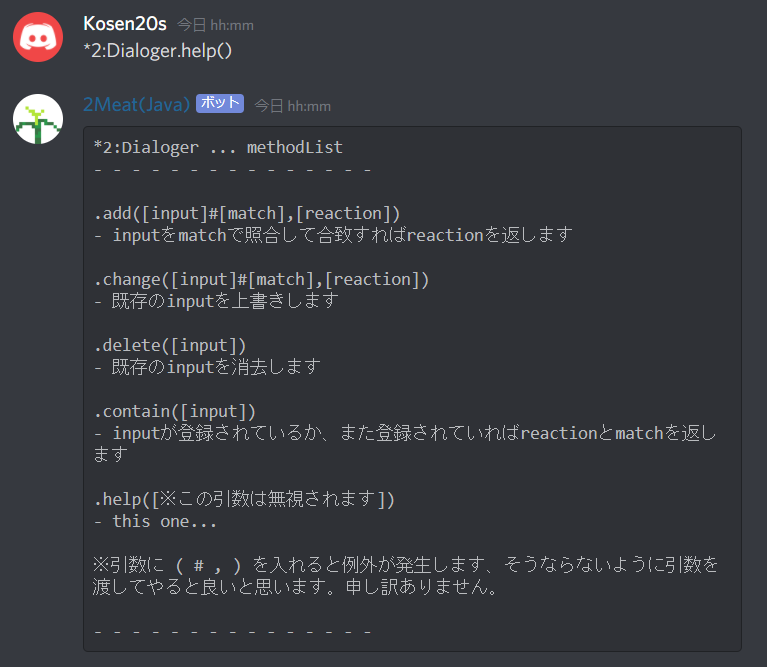 Kosen20s 今日 hh:mm
*2:Dialoger.help()
2Meat(Java) ボット 今日 hh:mm
*2:Dialoger ... methodList
- - - - - - - - - - - - - - -
.add([input]#[match],[reaction])
- inputをmatchで照合して合致すればreactionを返します
.change([input]#[match],[reaction])
- 既存のinputを上書きします
.delete([input])
- 既存のinputを消去します
.contain([input])
- inputが登録されているか、また登録されていればreactionとmatchを返し
ます
.help([※この引数は無視されます])
- this one...
※引数に ( # , ) を入れると例外が発生します、そうならないように引数を
渡してやると良いと思います。申し訳ありません。
- - - - - - - - - - - - - - -